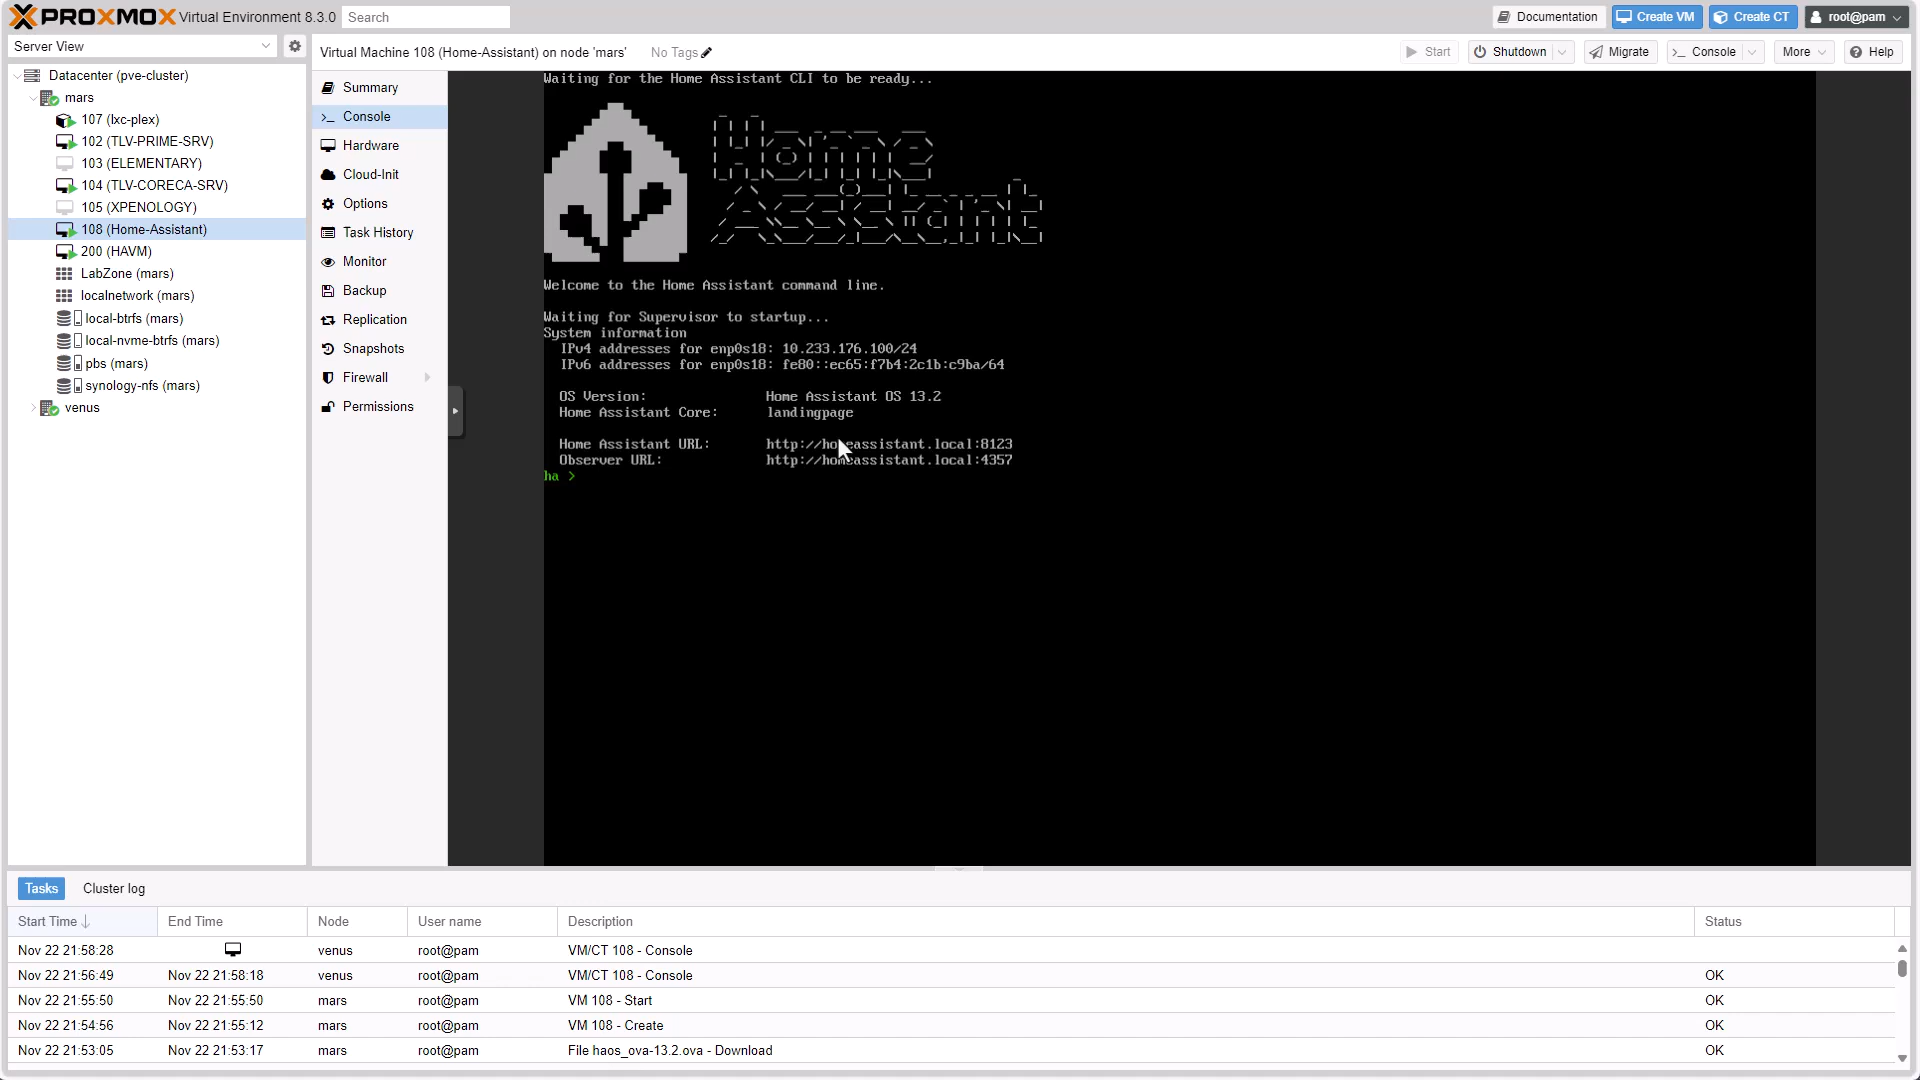 PROXMOX Virtual Environment 8.3.0 Search Documentation Create VM Create CT root@pam
Server View
Virtual Machine 108 (Home-Assistant) on node 'mars' No Tags Start Shutdown Migrate Console More Help
Datacenter (pve-cluster)
mars
107 (lxc-plex)
102 (TLV-PRIME-SRV)
103 (ELEMENTARY)
104 (TLV-CORECA-SRV)
105 (XPENOLOGY)
108 (Home-Assistant)
200 (HAVM)
LabZone (mars)
localnetwork (mars)
local-btrfs (mars)
local-nvme-btrfs (mars)
pbs (mars)
synology-nfs (mars)
venus
Summary
Console
Hardware
Cloud-Init
Options
Task History
Monitor
Backup
Replication
Snapshots
Firewall
Permissions
Waiting for the Home Assistant CLI to be ready...
Home
Assistant
Welcome to the Home Assistant command line.
Waiting for Supervisor to startup...
System information
IPv4 addresses for enp0s18: 10.233.176.100/24
IPv6 addresses for enp0s18: fe80::ec65:f7b4:2c1b:c9ba/64
OS Version: Home Assistant OS 13.2
Home Assistant Core: landingpage
Home Assistant URL: http://homeassistant.local:8123
Observer URL: http://homeassistant.local:4357
ha >
Tasks Cluster log
Start Time End Time Node User name Description Status
Nov 22 21:58:28 venus root@pam VM/CT 108 - Console
Nov 22 21:56:49 Nov 22 21:58:18 venus root@pam VM/CT 108 - Console OK
Nov 22 21:55:50 Nov 22 21:55:50 mars root@pam VM 108 - Start OK
Nov 22 21:54:56 Nov 22 21:55:12 mars root@pam VM 108 - Create OK
Nov 22 21:53:05 Nov 22 21:53:17 mars root@pam File haos_ova-13.2.ova - Download OK